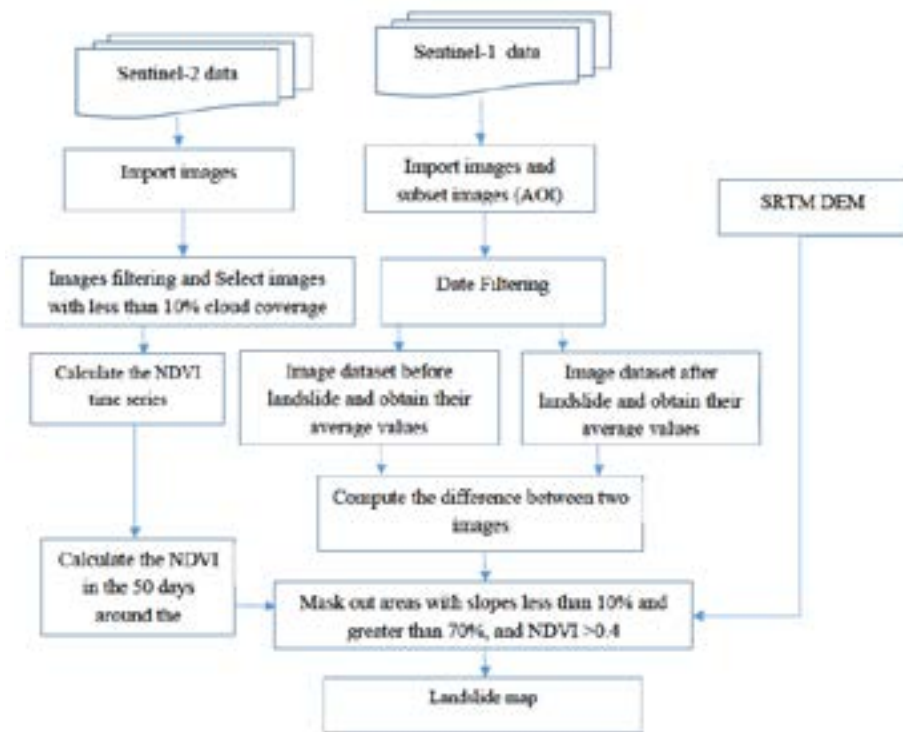 Sentinel-2 data
Sentinel-1 data
Import images
Import images and
subset images (AOI)
SRTM DEM
Images filtering and Select images
with less than 10% cloud coverage
Date Filtering
Calculate the NDVI
time series
Image dataset before
landslide and obtain their
average values
Image dataset after
landslide and obtain their
average values
Compute the difference between two
images
Calculate the NDVI
in the 50 days
around the
Mask out areas with slopes less than 10% and
greater than 70%, and NDVI >0.4
Landslide map